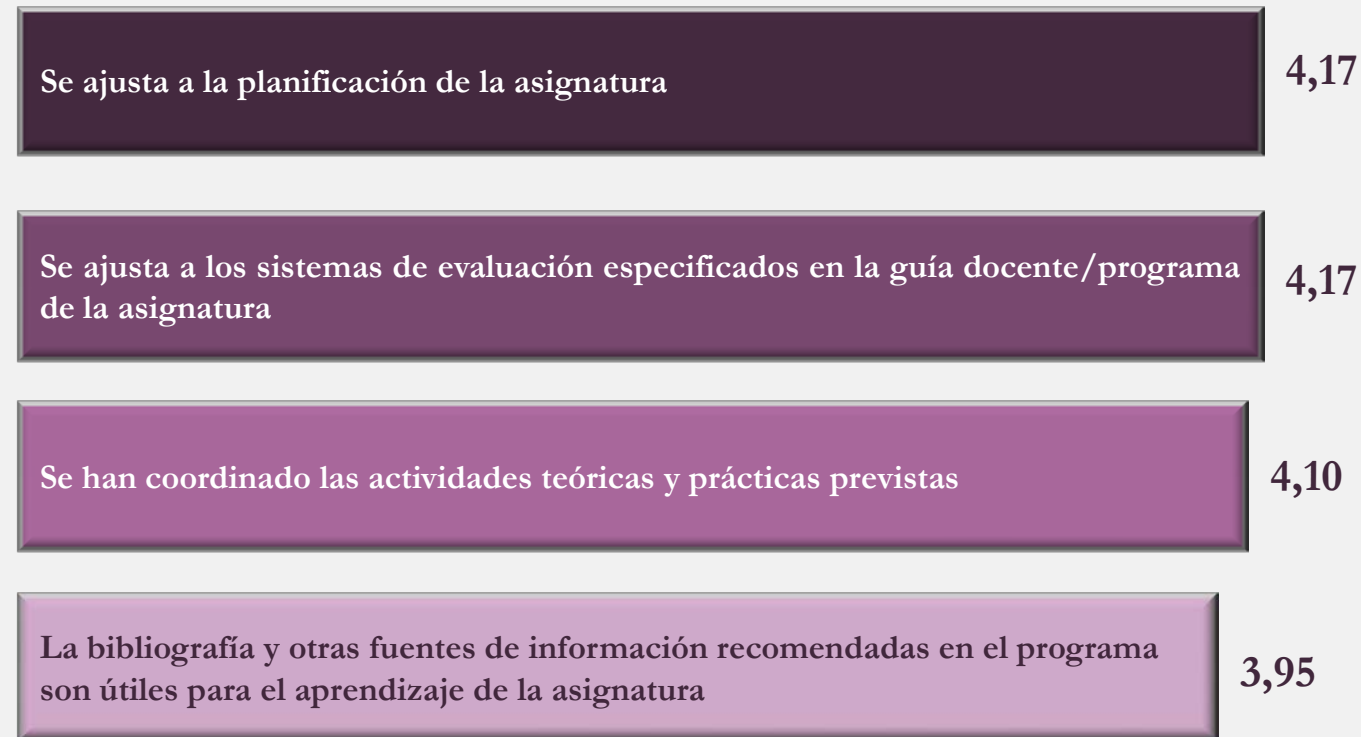 Se ajusta a la planificación de la asignatura
4,17
Se ajusta a los sistemas de evaluación especificados en la guía docente/programa
de la asignatura
4,17
Se han coordinado las actividades teóricas y prácticas previstas
4,10
La bibliografía y otras fuentes de información recomendadas en el programa
son útiles para el aprendizaje de la asignatura
3,95